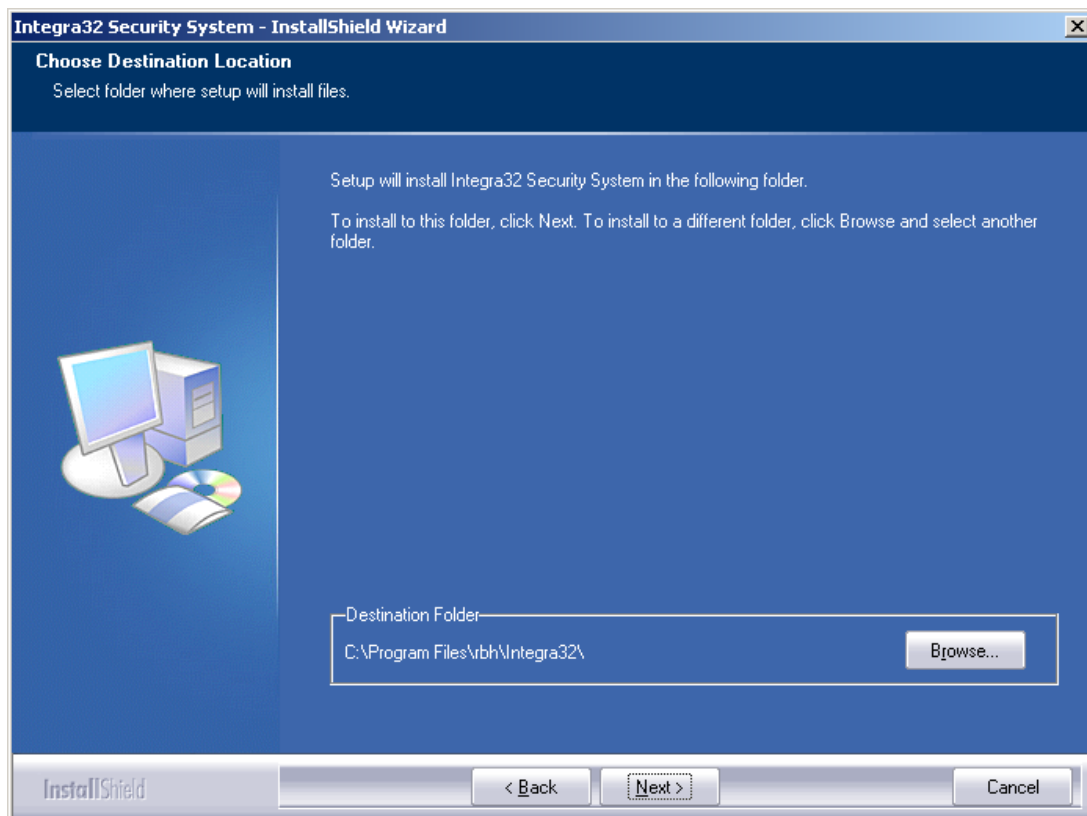 Integra32 Security System - InstallShield Wizard
Choose Destination Location
Select folder where setup will install files.
Setup will install Integra32 Security System in the following folder.
To install to this folder, click Next. To install to a different folder, click Browse and select another
folder.
Destination Folder
C:\Program Files\rbh\Integra32\
Browse...
InstallShield
< Back
Next >
Cancel